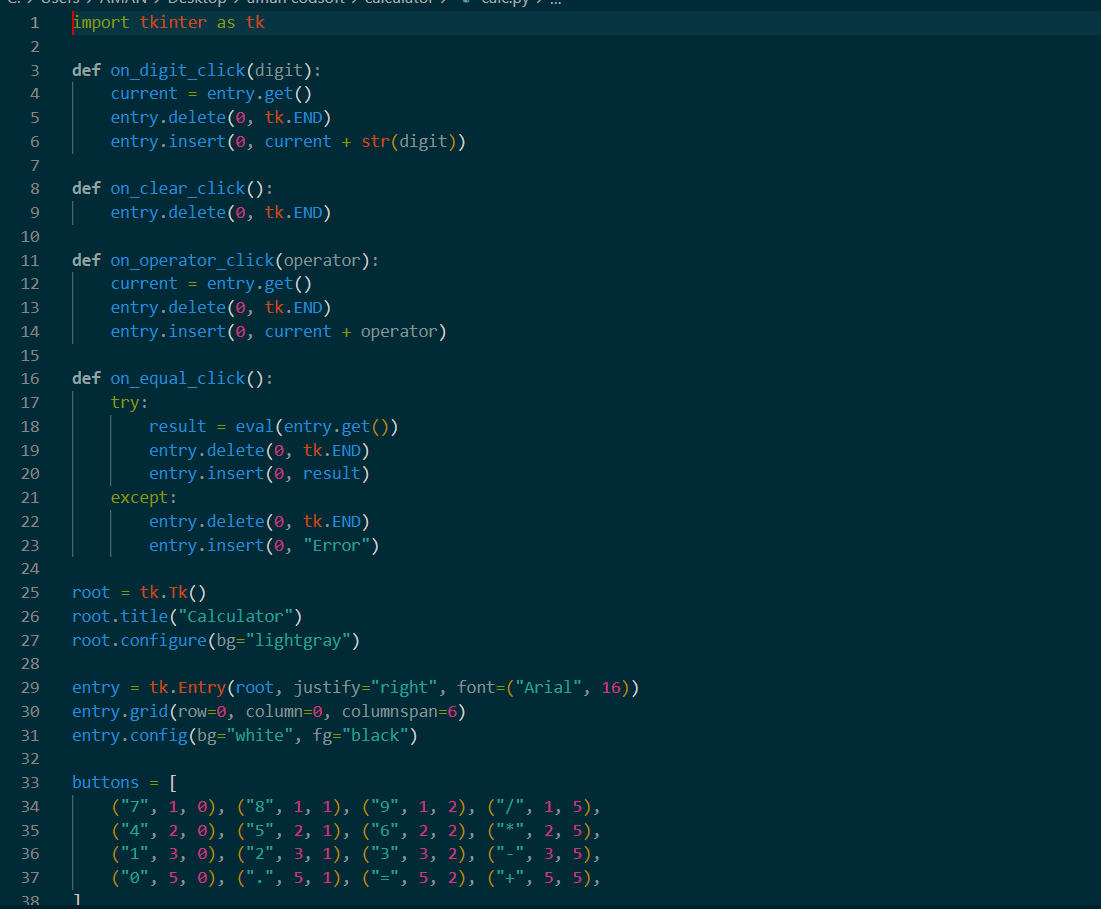 C: > Users > AMAN > Desktop > aman codsoft > calculator > calc.py > ...
1 import tkinter as tk
2
3 def on_digit_click(digit):
4     current = entry.get()
5     entry.delete(0, tk.END)
6     entry.insert(0, current + str(digit))
7
8 def on_clear_click():
9     entry.delete(0, tk.END)
10
11 def on_operator_click(operator):
12     current = entry.get()
13     entry.delete(0, tk.END)
14     entry.insert(0, current + operator)
15
16 def on_equal_click():
17     try:
18         result = eval(entry.get())
19         entry.delete(0, tk.END)
20         entry.insert(0, result)
21     except:
22         entry.delete(0, tk.END)
23         entry.insert(0, "Error")
24
25 root = tk.Tk()
26 root.title("Calculator")
27 root.configure(bg="lightgray")
28
29 entry = tk.Entry(root, justify="right", font=("Arial", 16))
30 entry.grid(row=0, column=0, columnspan=6)
31 entry.config(bg="white", fg="black")
32
33 buttons = [
34     ("7", 1, 0), ("8", 1, 1), ("9", 1, 2), ("/", 1, 5),
35     ("4", 2, 0), ("5", 2, 1), ("6", 2, 2), ("*", 2, 5),
36     ("1", 3, 0), ("2", 3, 1), ("3", 3, 2), ("-", 3, 5),
37     ("0", 5, 0), (".", 5, 1), ("=", 5, 2), ("+", 5, 5),
38 ]